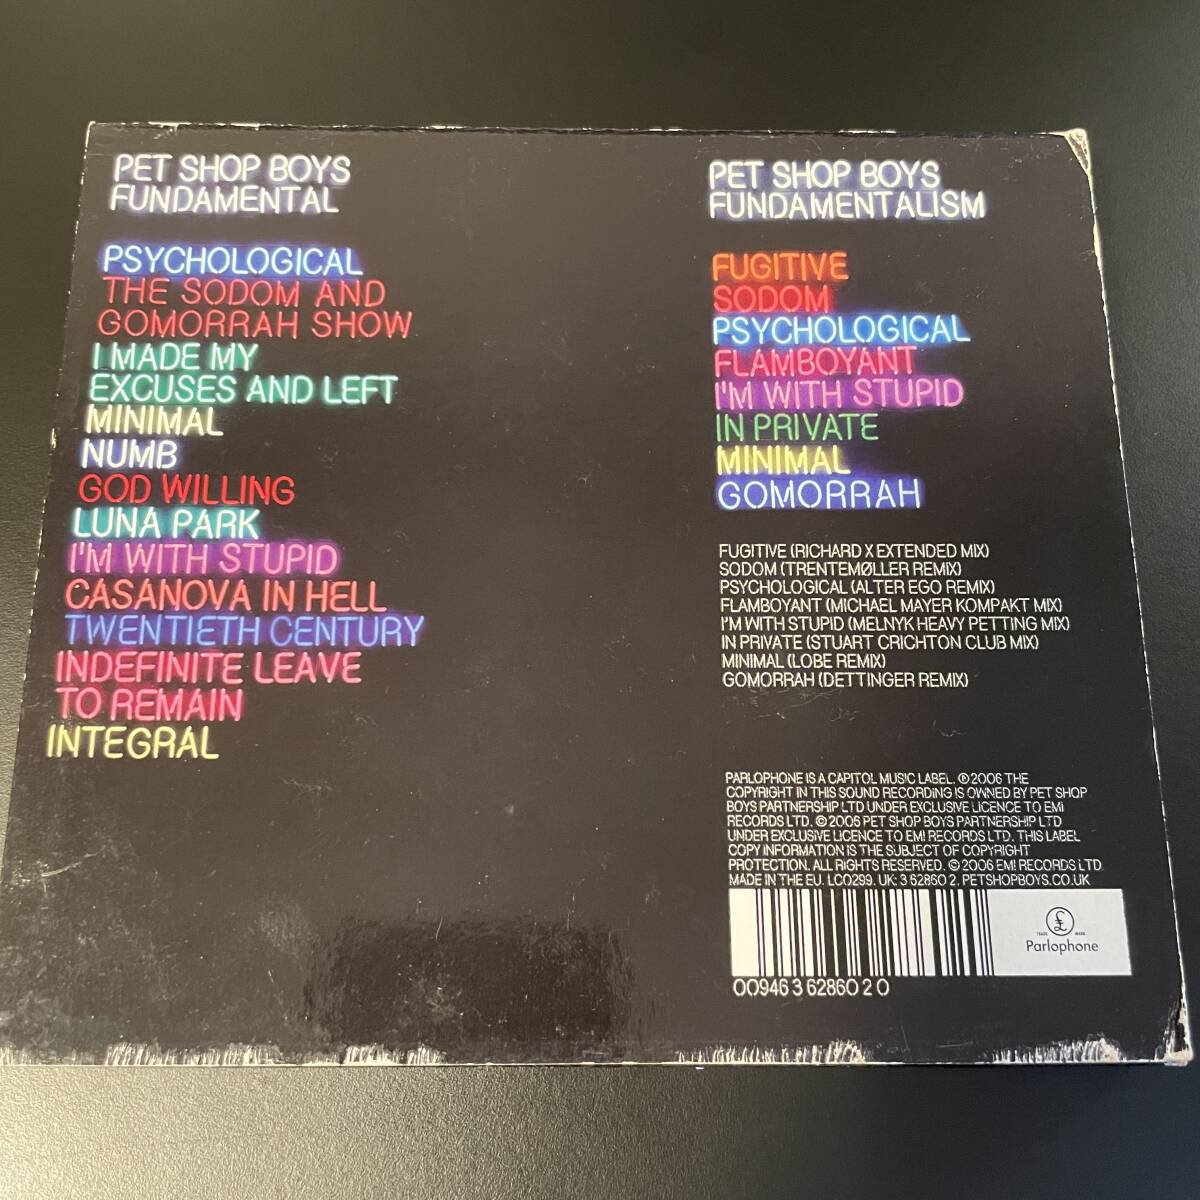 PET SHOP BOYS
FUNDAMENTAL
PSYCHOLOGICAL
THE SODOM AND
GOMORRAH SHOW
I MADE MY
EXCUSES AND LEFT
MINIMAL
NUMB
GOD WILLING
LUNA PARK
I'M WITH STUPID
CASANOVA IN HELL
TWENTIETH CENTURY
INDEFINITE LEAVE
TO REMAIN
INTEGRAL
PET SHOP BOYS
FUNDAMENTALISM
FUGITIVE
SODOM
PSYCHOLOGICAL
FLAMBOYANT
I'M WITH STUPID
IN PRIVATE
MINIMAL
GOMORRAH
FUGITIVE (RICHARD X EXTENDED MIX)
SODOM (TRENTEMØLLER REMIX)
PSYCHOLOGICAL (ALTER EGO REMIX)
FLAMBOYANT (MICHAEL MAYER KOMPAKT MIX)
I'M WITH STUPID (MELNYK HEAVY PETTING MIX)
IN PRIVATE (STUART CRICHTON CLUB MIX)
MINIMAL (LOBE REMIX)
GOMORRAH (DETTINGER REMIX)
PARLOPHONE IS A CAPITOL MUSIC LABEL. ℗ 2006 THE
COPYRIGHT IN THIS SOUND RECORDING IS OWNED BY PET SHOP
BOYS PARTNERSHIP LTD UNDER EXCLUSIVE LICENCE TO EMI
RECORDS LTD. © 2006 PET SHOP BOYS PARTNERSHIP LTD
UNDER EXCLUSIVE LICENCE TO EMI RECORDS LTD. THIS LABEL
COPY INFORMATION IS THE SUBJECT OF COPYRIGHT
PROTECTION. ALL RIGHTS RESERVED. © 2006 EMI RECORDS LTD
MADE IN THE EU. LC0299. UK: 3 62860 2. PETSHOPBOYS.CO.UK
TRADE MARK
Parlophone
00946 3 62860 2 0